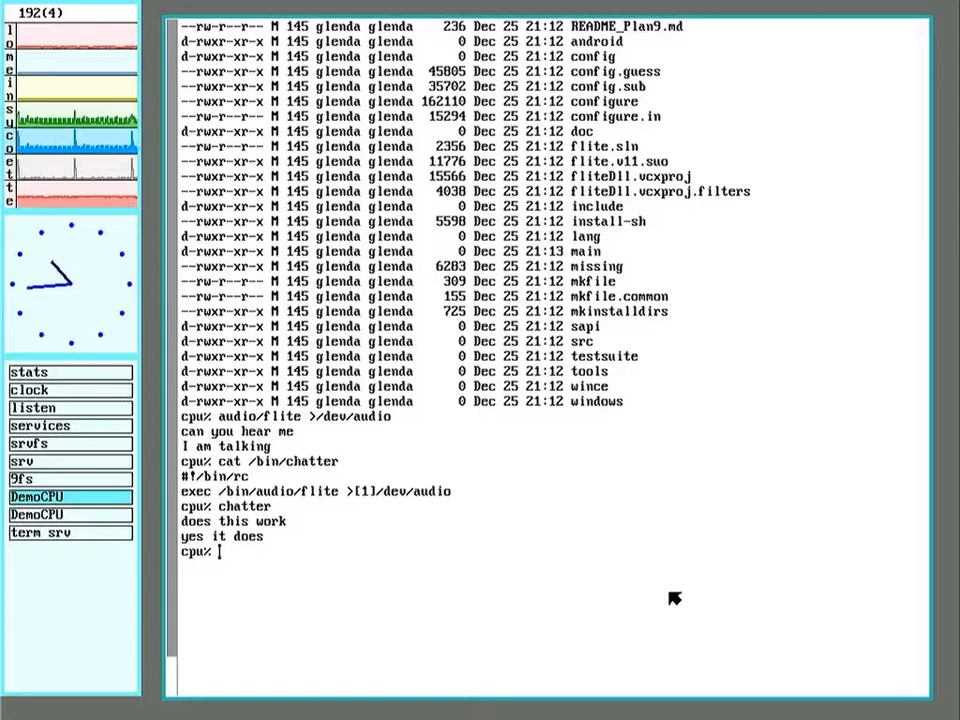 192(4)
l
o
m
e
i
n
s
y
c
o
e
t
t
e
stats
clock
listen
services
srvfs
srv
9fs
DemoCPU
DemoCPU
term srv
--rw-r--r-- M 145 glenda glenda    236 Dec 25 21:12 README_Plan9.md
d-rwxr-xr-x M 145 glenda glenda      0 Dec 25 21:12 android
d-rwxr-xr-x M 145 glenda glenda      0 Dec 25 21:12 config
--rwxr-xr-x M 145 glenda glenda  45805 Dec 25 21:12 config.guess
--rwxr-xr-x M 145 glenda glenda  35702 Dec 25 21:12 config.sub
--rwxr-xr-x M 145 glenda glenda 162110 Dec 25 21:12 configure
--rw-r--r-- M 145 glenda glenda  15294 Dec 25 21:12 configure.in
d-rwxr-xr-x M 145 glenda glenda      0 Dec 25 21:12 doc
--rw-r--r-- M 145 glenda glenda   2356 Dec 25 21:12 flite.sln
--rw-r--r-- M 145 glenda glenda  11776 Dec 25 21:12 flite.v11.suo
--rw-r--r-- M 145 glenda glenda  15566 Dec 25 21:12 fliteDll.vcxproj
--rw-r--r-- M 145 glenda glenda   4038 Dec 25 21:12 fliteDll.vcxproj.filters
d-rwxr-xr-x M 145 glenda glenda      0 Dec 25 21:12 include
--rwxr-xr-x M 145 glenda glenda   5598 Dec 25 21:12 install-sh
d-rwxr-xr-x M 145 glenda glenda      0 Dec 25 21:12 lang
d-rwxr-xr-x M 145 glenda glenda      0 Dec 25 21:13 main
--rwxr-xr-x M 145 glenda glenda   6283 Dec 25 21:12 missing
--rw-r--r-- M 145 glenda glenda    309 Dec 25 21:12 mkfile
--rw-r--r-- M 145 glenda glenda    155 Dec 25 21:12 mkfile.common
--rwxr-xr-x M 145 glenda glenda    725 Dec 25 21:12 mkinstalldirs
d-rwxr-xr-x M 145 glenda glenda      0 Dec 25 21:12 sapi
d-rwxr-xr-x M 145 glenda glenda      0 Dec 25 21:12 src
d-rwxr-xr-x M 145 glenda glenda      0 Dec 25 21:12 testsuite
d-rwxr-xr-x M 145 glenda glenda      0 Dec 25 21:12 tools
d-rwxr-xr-x M 145 glenda glenda      0 Dec 25 21:12 wince
d-rwxr-xr-x M 145 glenda glenda      0 Dec 25 21:12 windows
cpu% audio/flite >/dev/audio
can you hear me
I am talking
cpu% cat /bin/chatter
#!/bin/rc
exec /bin/audio/flite >[1]/dev/audio
cpu% chatter
does this work
yes it does
cpu%